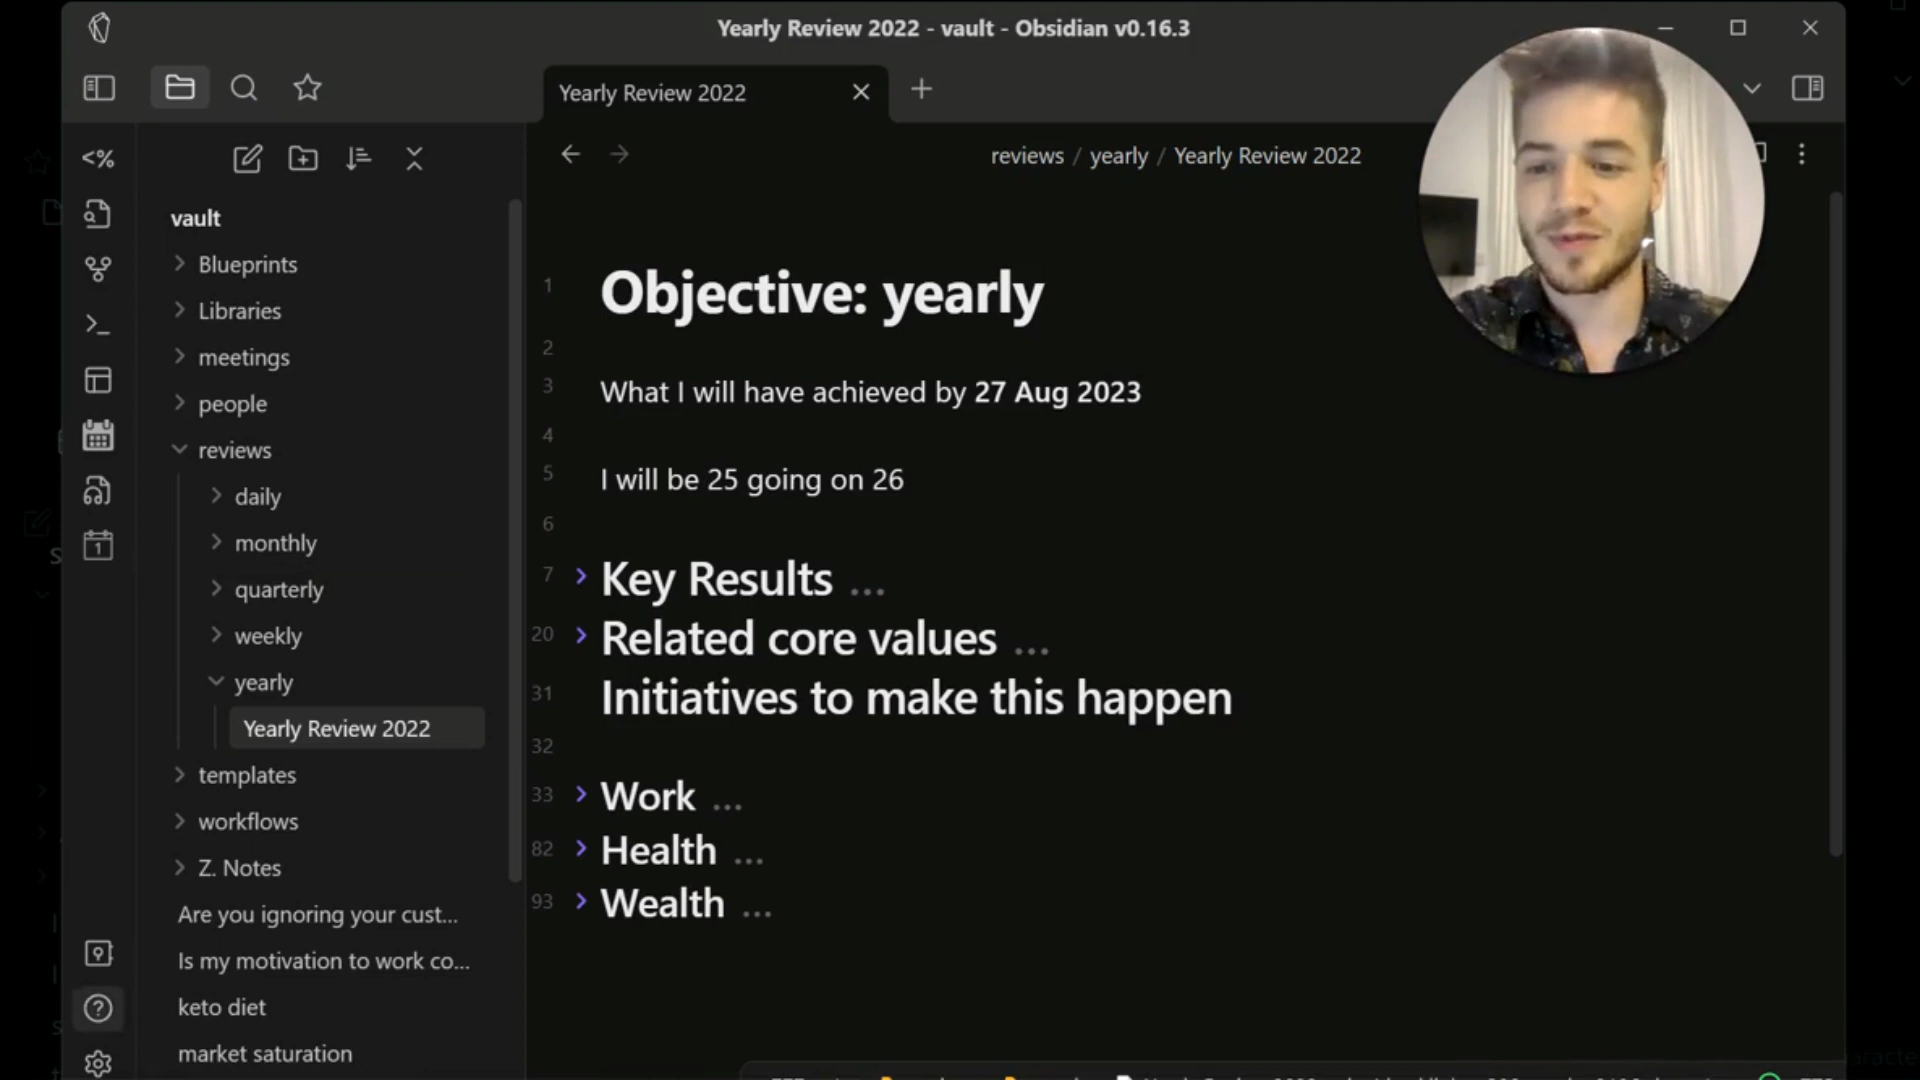 Yearly Review 2022 - vault - Obsidian v0.16.3
Yearly Review 2022
<%
reviews / yearly / Yearly Review 2022
vault
Blueprints
Libraries
meetings
people
reviews
daily
monthly
quarterly
weekly
yearly
Yearly Review 2022
templates
workflows
Z. Notes
Are you ignoring your cust...
Is my motivation to work co...
keto diet
market saturation
1 Objective: yearly
2
3 What I will have achieved by 27 Aug 2023
4
5 I will be 25 going on 26
6
7 Key Results ...
20 Related core values ...
31 Initiatives to make this happen
32
33 Work ...
82 Health ...
93 Wealth ...